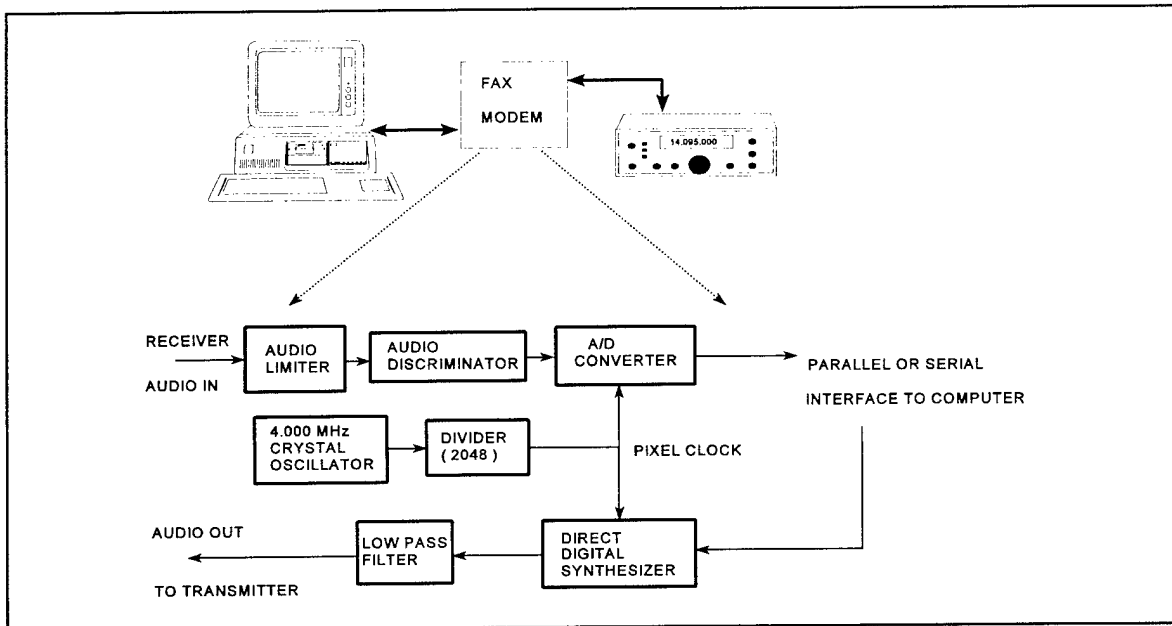 FAX
MODEM
14.095.000
RECEIVER
AUDIO IN
AUDIO
LIMITER
AUDIO
DISCRIMINATOR
A/D
CONVERTER
PARALLEL OR SERIAL
INTERFACE TO COMPUTER
4.000 MHz
CRYSTAL
OSCILLATOR
DIVIDER
( 2048 )
PIXEL CLOCK
AUDIO OUT
TO TRANSMITTER
LOW PASS
FILTER
DIRECT
DIGITAL
SYNTHESIZER